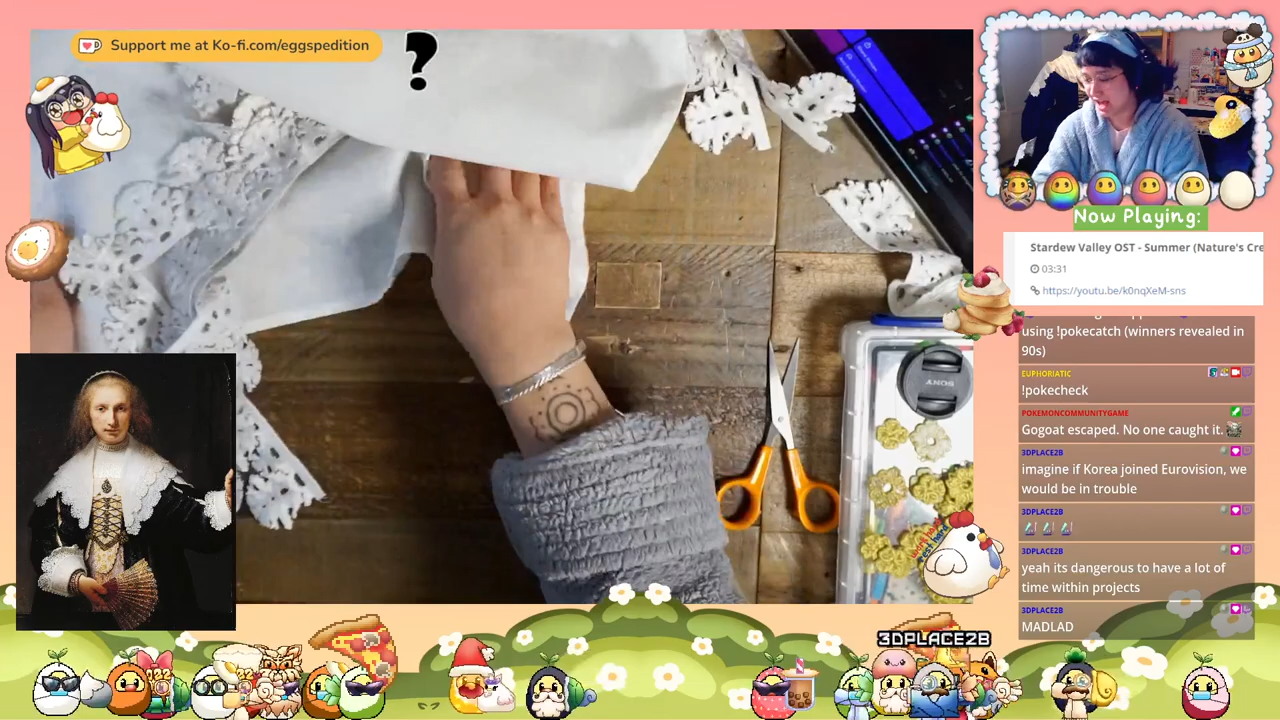 Support me at Ko-fi.com/eggspedition
?
Now Playing:
Stardew Valley OST - Summer (Nature's Cre
03:31
https://youtu.be/k0nqXeM-sns
using !pokecatch (winners revealed in
90s)
EUPHORIATIC
!pokecheck
POKEMONCOMMUNITYGAME
Gogoat escaped. No one caught it.
3DPLACE2B
imagine if Korea joined Eurovision, we
would be in trouble
3DPLACE2B
3DPLACE2B
yeah its dangerous to have a lot of
time within projects
3DPLACE2B
MADLAD
SONY
3DPLACE2B